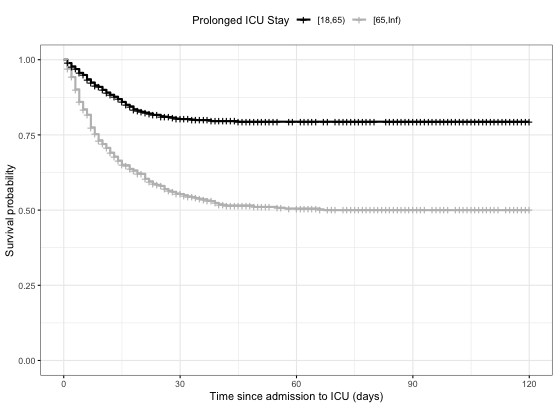 Prolonged ICU Stay [18,65) [65,Inf)
1.00
0.75
0.50
0.25
0.00
Survival probability
0 30 60 90 120
Time since admission to ICU (days)